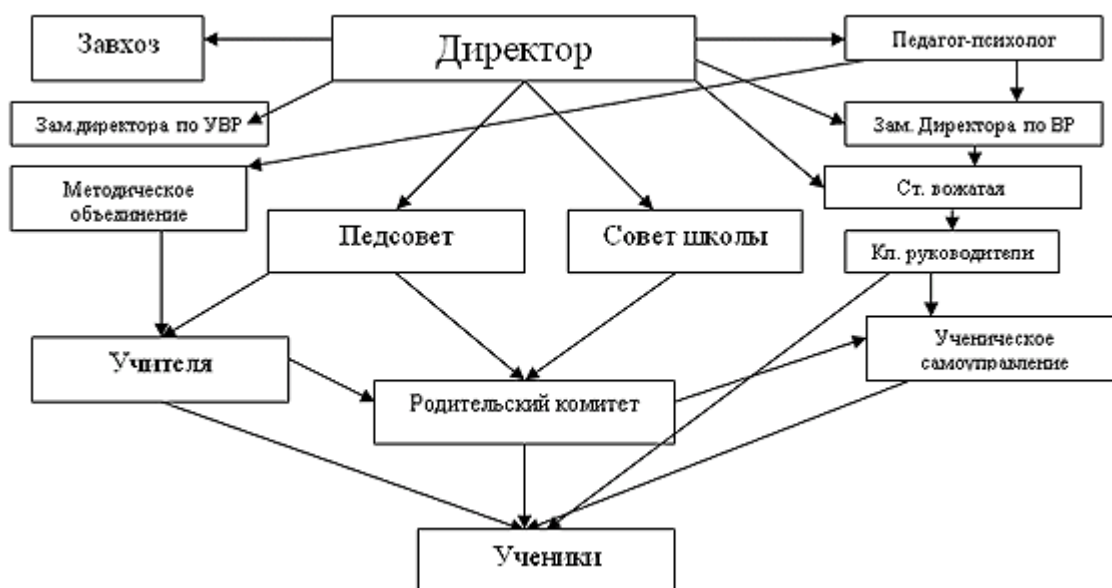 Завхоз
Директор
Педагог-психолог
Зам.директора по УВР
Зам. Директора по ВР
Методическое
объединение
Ст. вожатая
Педсовет
Совет школы
Кл. руководители
Учителя
Ученическое
самоуправление
Родительский комитет
Ученики